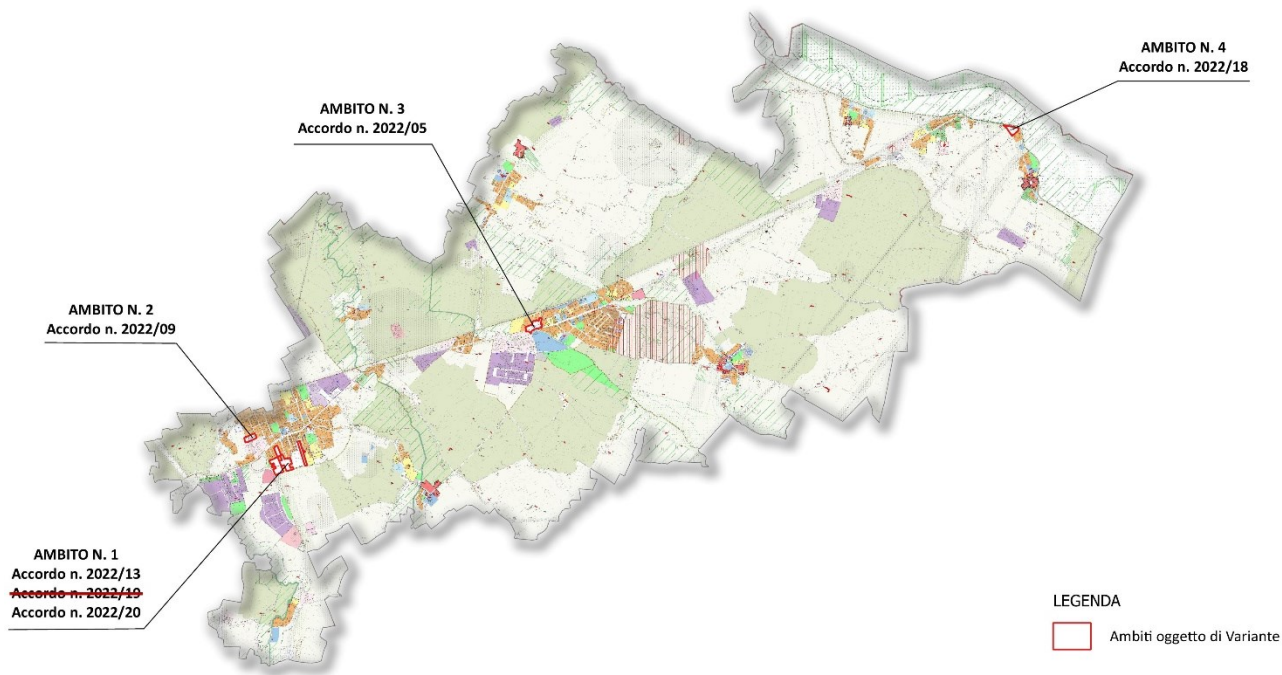 AMBITO N. 4
Accordo n. 2022/18
AMBITO N. 3
Accordo n. 2022/05
AMBITO N. 2
Accordo n. 2022/09
AMBITO N. 1
Accordo n. 2022/13
Accordo n. 2022/19
Accordo n. 2022/20
LEGENDA
Ambiti oggetto di Variante